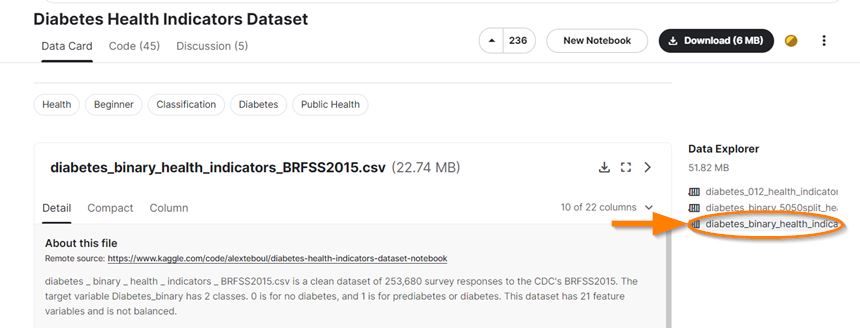 Diabetes Health Indicators Dataset
Data Card Code (45) Discussion (5)
236
New Notebook
Download (6 MB)
Health Beginner Classification Diabetes Public Health
diabetes_binary_health_indicators_BRFSS2015.csv (22.74 MB)
Detail Compact Column
10 of 22 columns
About this file
Remote source: https://www.kaggle.com/code/alexteboul/diabetes-health-indicators-dataset-notebook
diabetes _ binary _ health _ indicators _ BRFSS2015.csv is a clean dataset of 253,680 survey responses to the CDC's BRFSS2015. The
target variable Diabetes_binary has 2 classes. 0 is for no diabetes, and 1 is for prediabetes or diabetes. This dataset has 21 feature
variables and is not balanced.
Data Explorer
51.82 MB
diabetes_012_health_indicator
diabetes_binary_5050split_he
diabetes_binary_health_indica